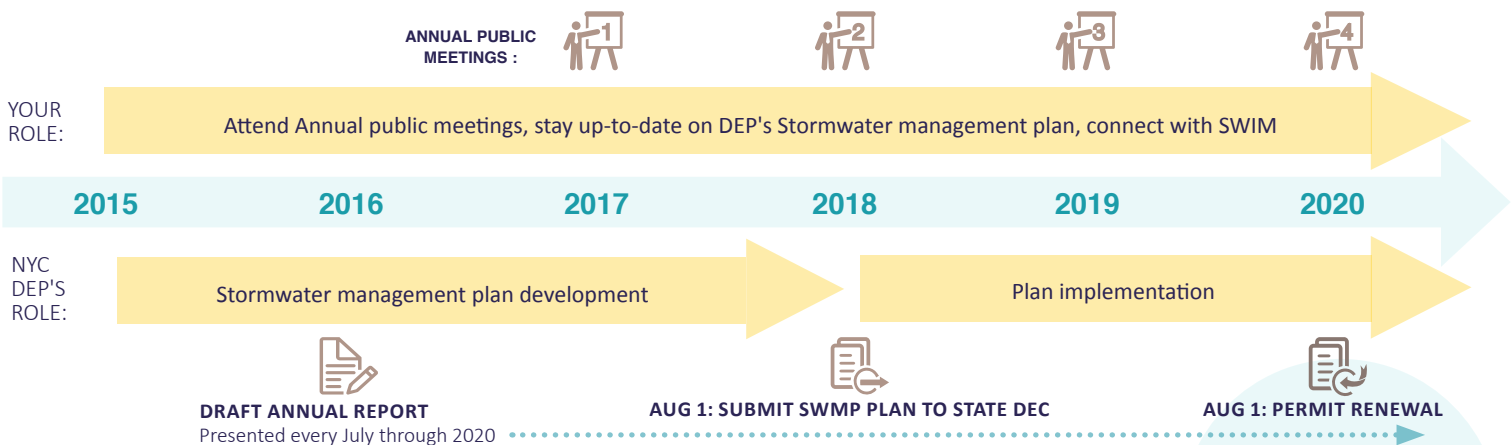 ANNUAL PUBLIC
MEETINGS :
1
2
3
4
YOUR
ROLE:
Attend Annual public meetings, stay up-to-date on DEP's Stormwater management plan, connect with SWIM
2015 2016 2017 2018 2019 2020
NYC
DEP'S
ROLE:
Stormwater management plan development
Plan implementation
DRAFT ANNUAL REPORT
Presented every July through 2020
AUG 1: SUBMIT SWMP PLAN TO STATE DEC
AUG 1: PERMIT RENEWAL